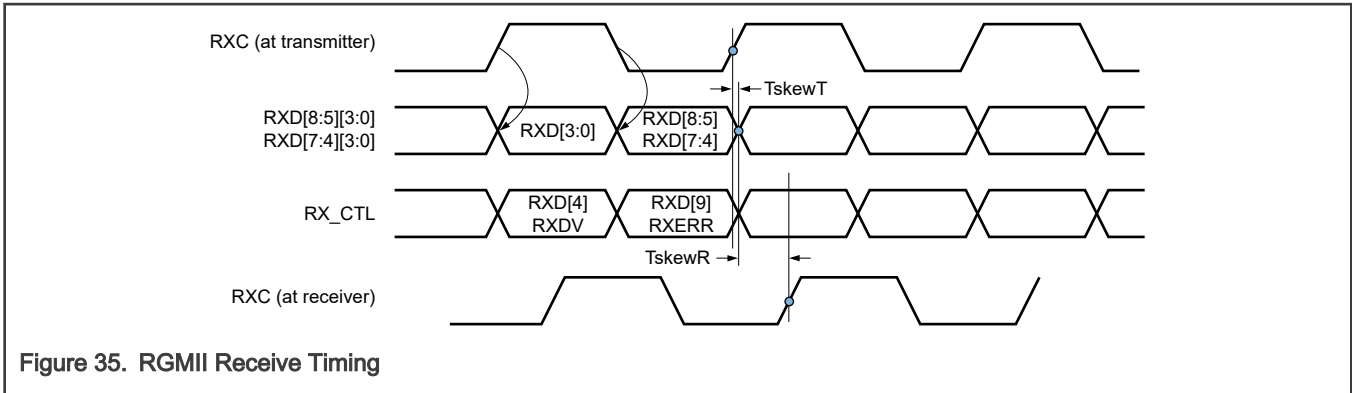 RXC (at transmitter)
TskewT
RXD[8:5][3:0]
RXD[7:4][3:0]
RXD[3:0]
RXD[8:5]
RXD[7:4]
RX_CTL
RXD[4]
RXDV
RXD[9]
RXERR
TskewR
RXC (at receiver)
Figure 35. RGMII Receive Timing